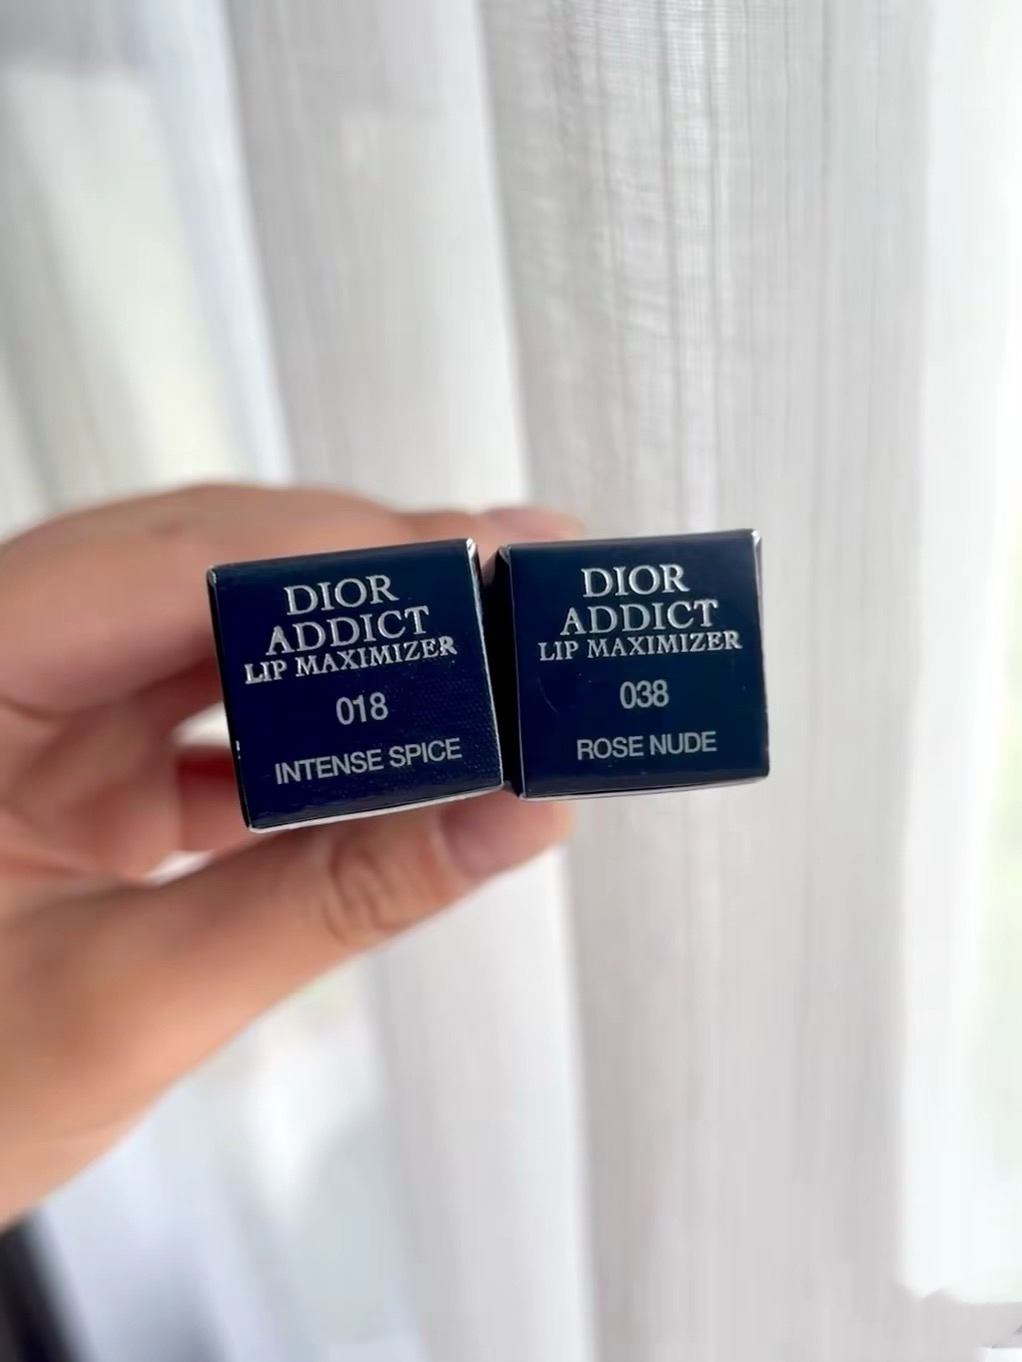 DIOR
ADDICT
LIP MAXIMIZER
018
INTENSE SPICE
DIOR
ADDICT
LIP MAXIMIZER
038
ROSE NUDE